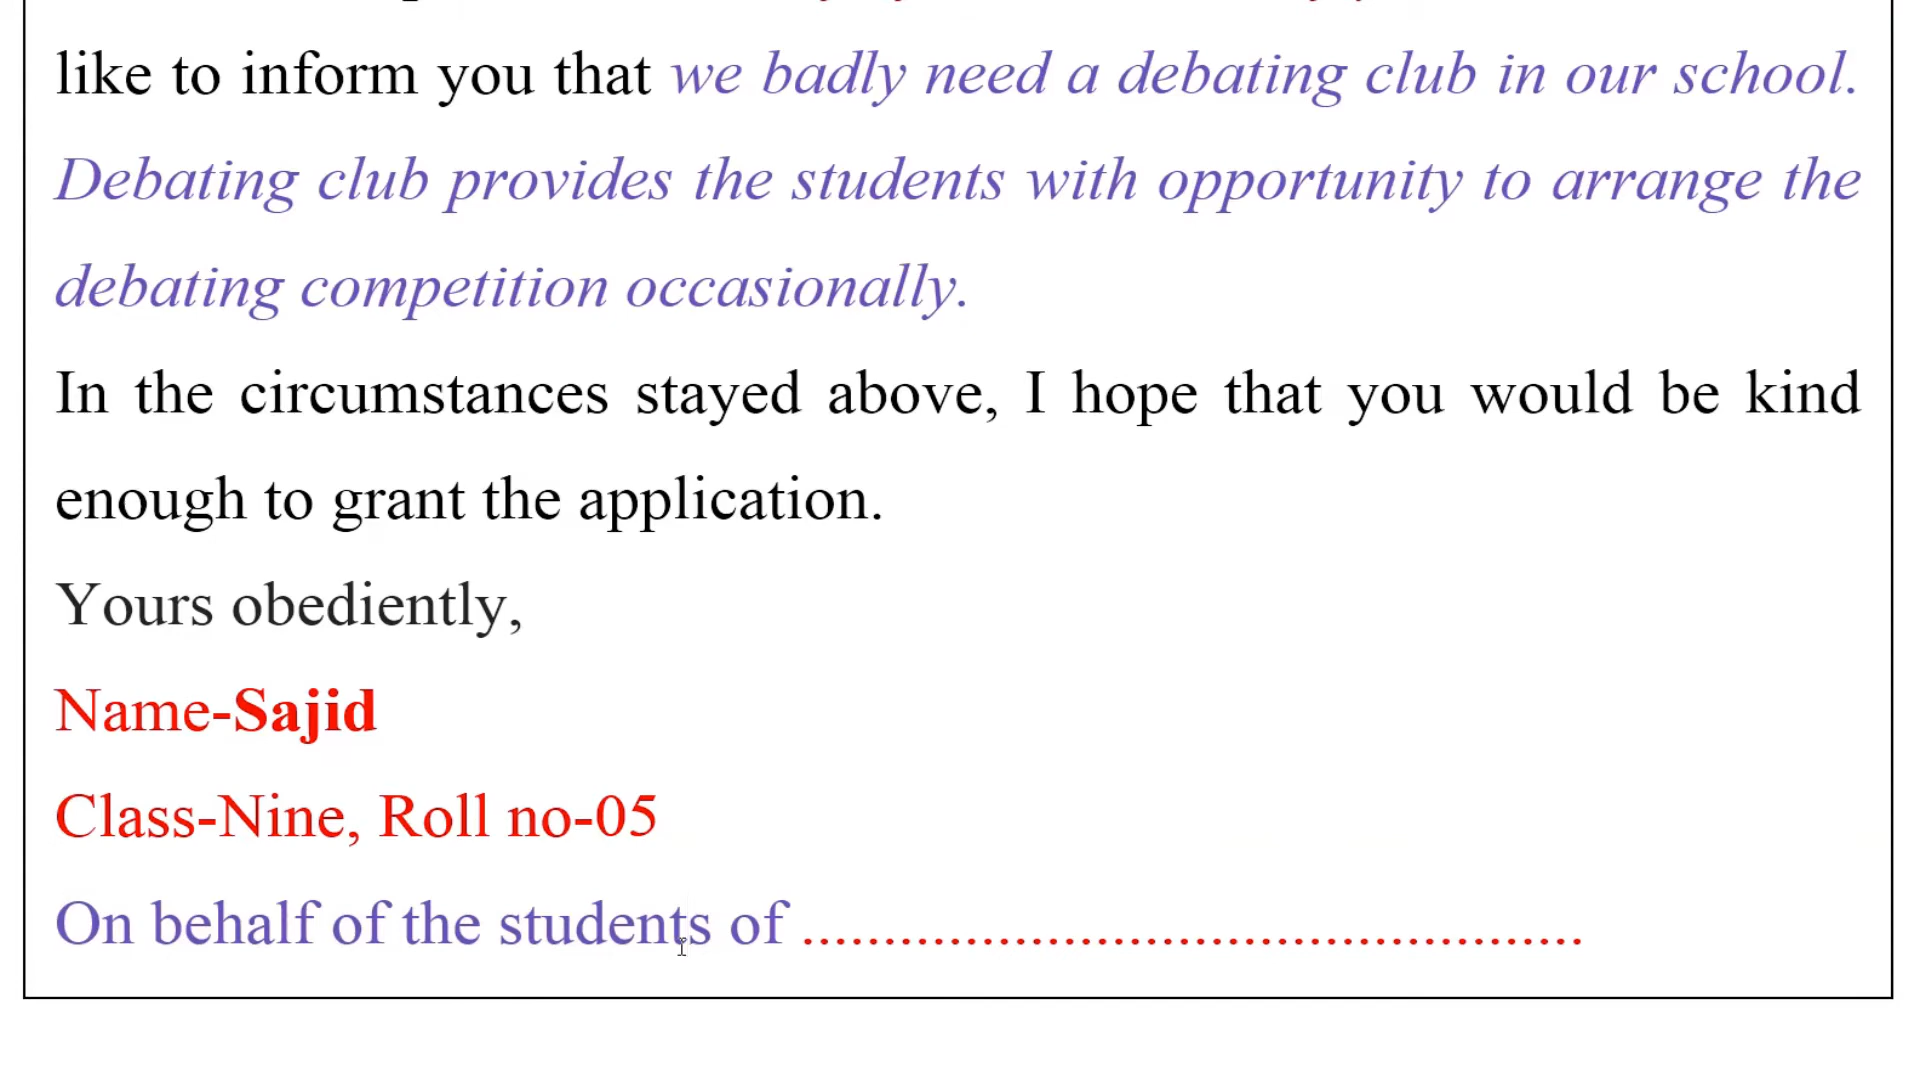 like to inform you that we badly need a debating club in our school.
Debating club provides the students with opportunity to arrange the
debating competition occasionally.
In the circumstances stayed above, I hope that you would be kind
enough to grant the application.
Yours obediently,
Name-Sajid
Class-Nine, Roll no-05
On behalf of the students of ................................................